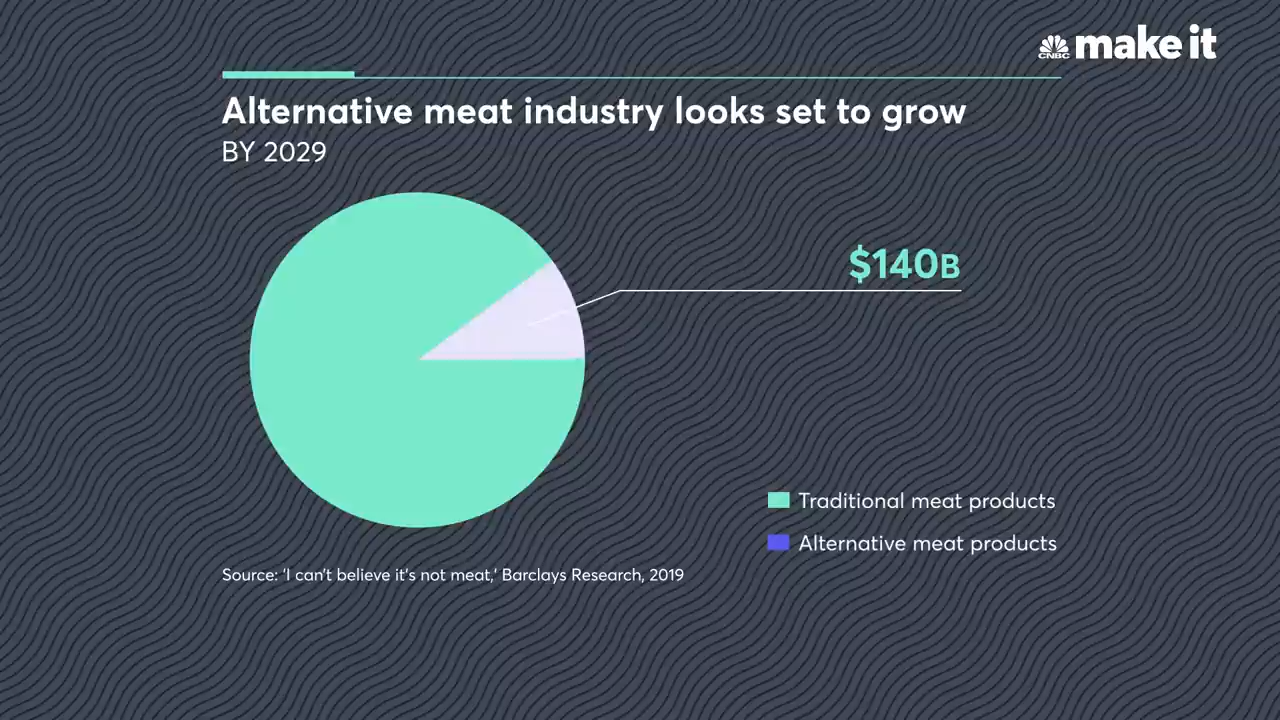 CNBC make it
Alternative meat industry looks set to grow
BY 2029
$140B
Traditional meat products
Alternative meat products
Source: 'I can't believe it's not meat,' Barclays Research, 2019